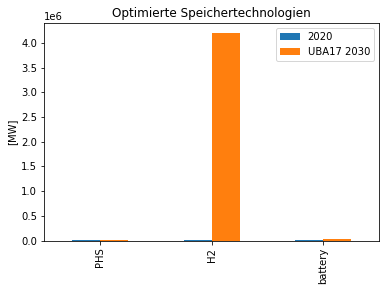 Optimierte Speichertechnologien
1e6
2020
UBA17 2030
[MW]
4.0
3.5
3.0
2.5
2.0
1.5
1.0
0.5
0.0
PHS
H2
battery